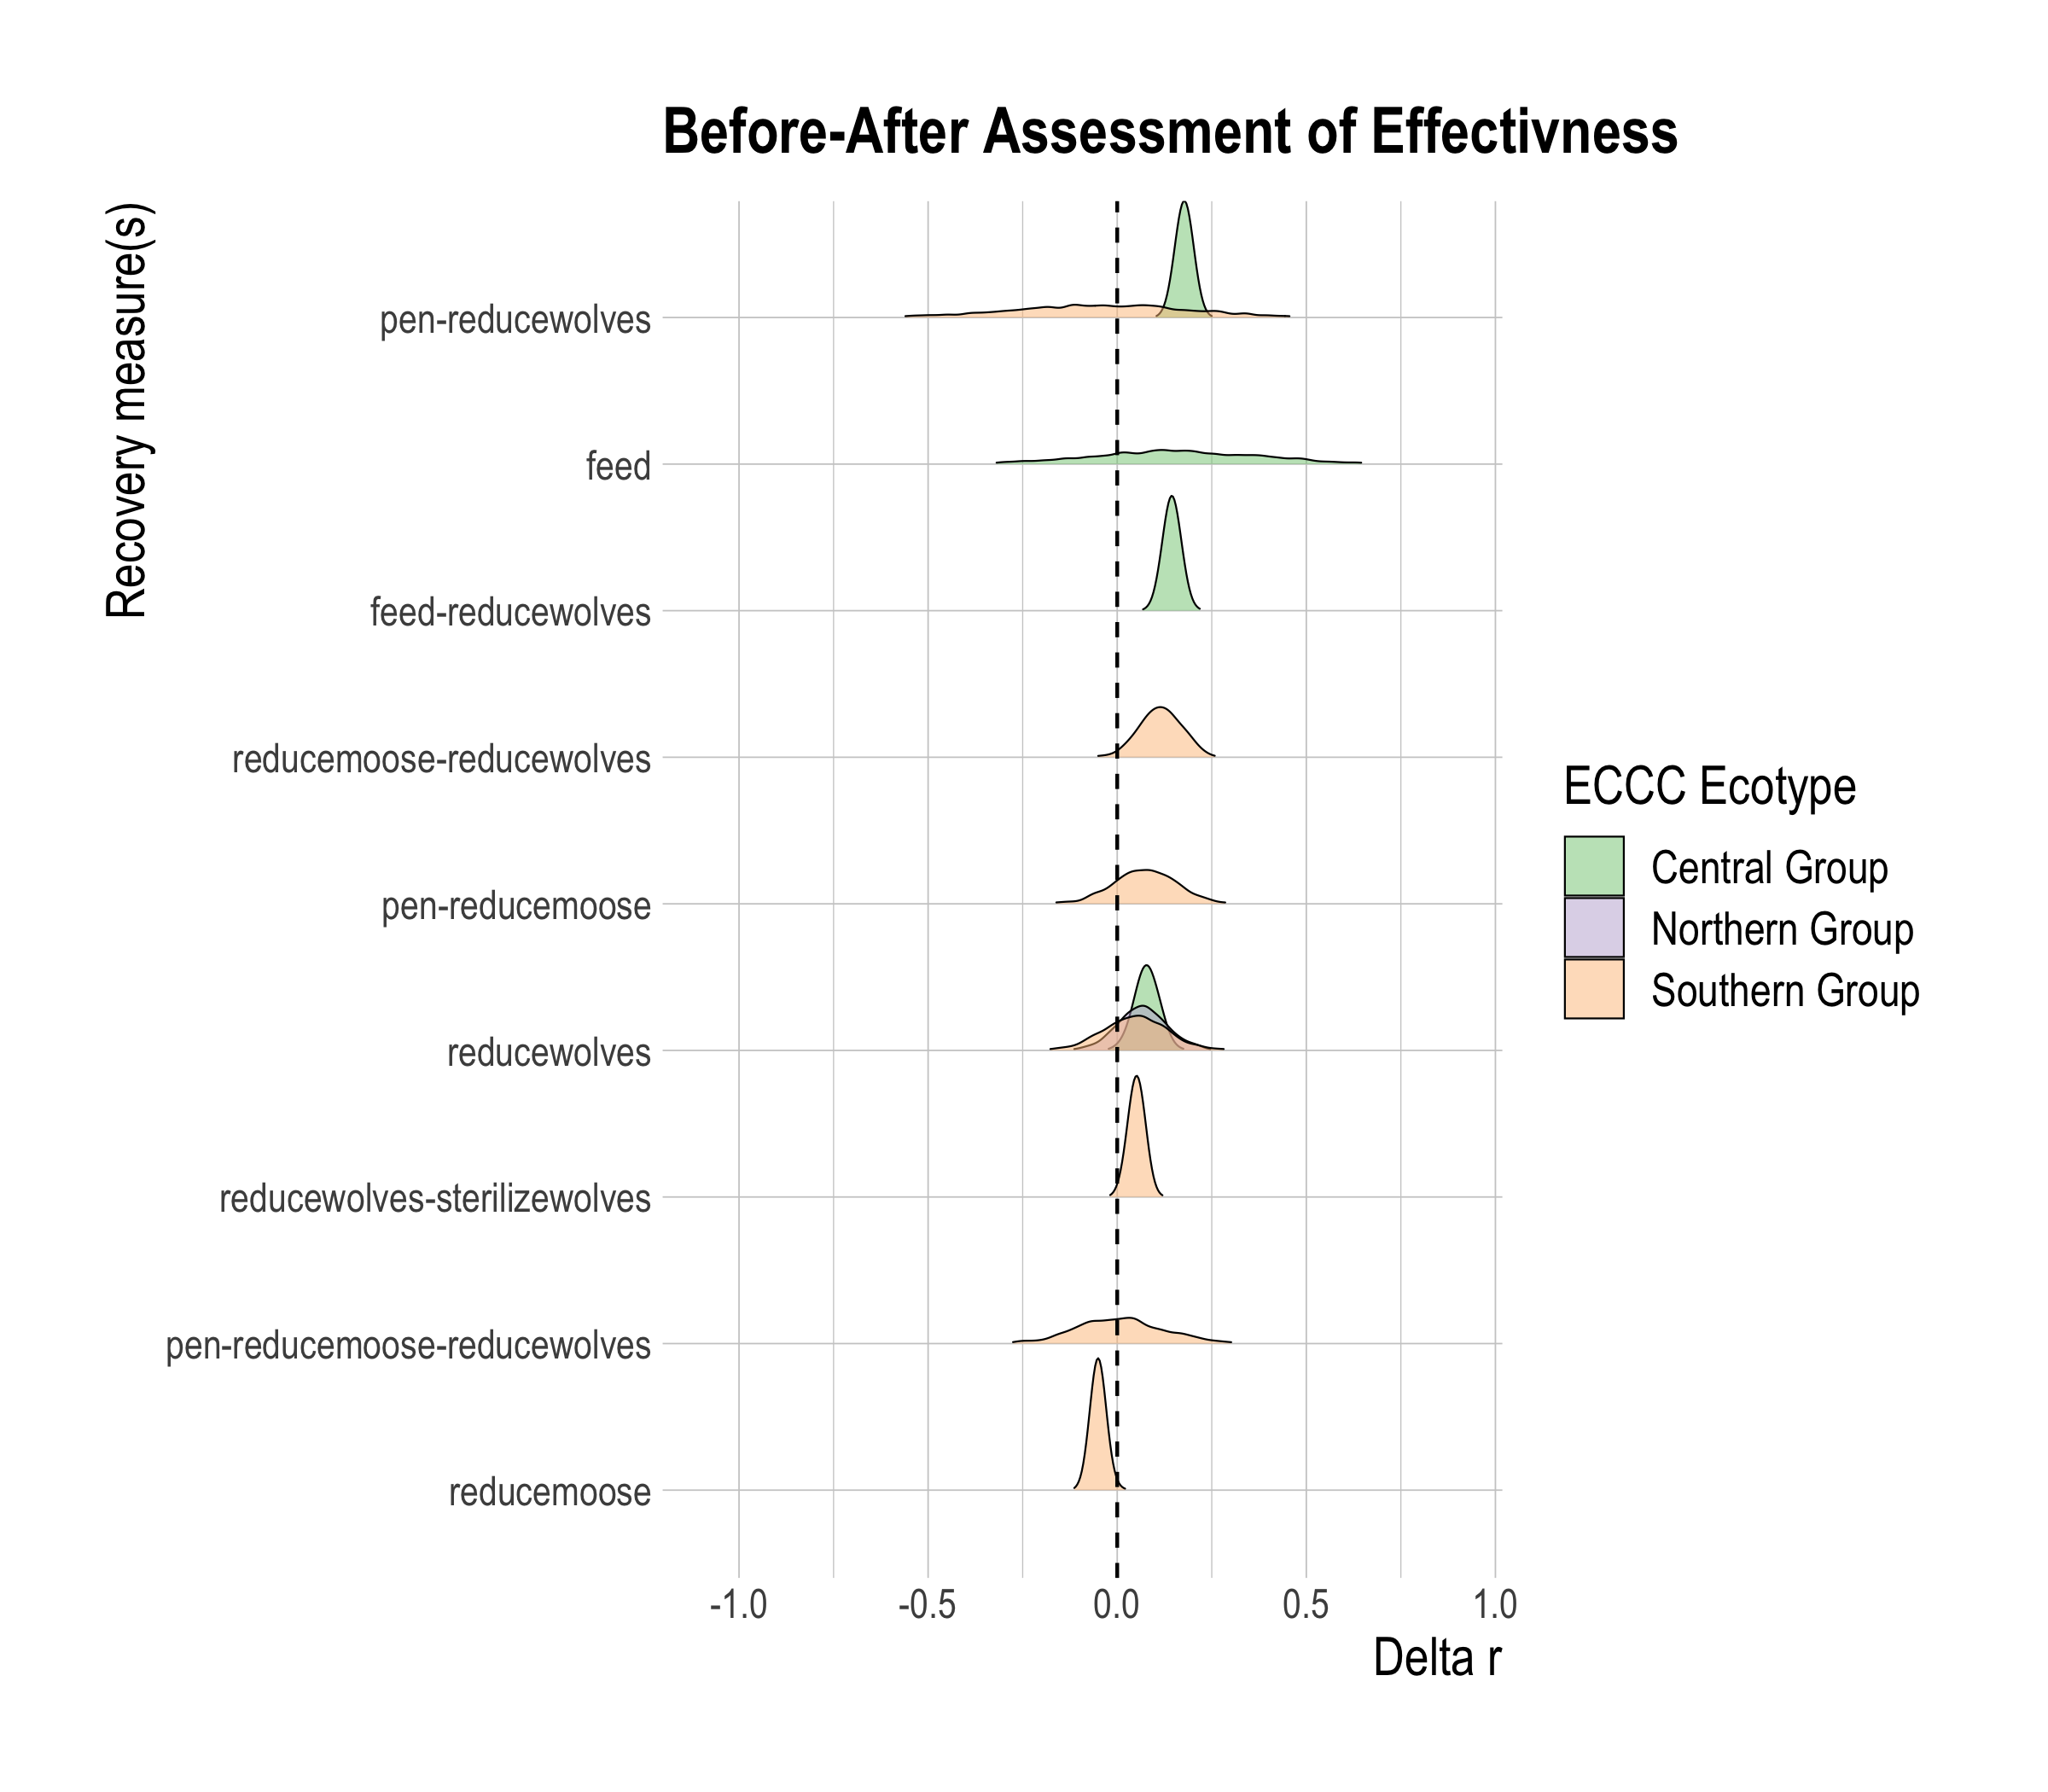 Before-After Assessment of Effectivness
Recovery measure(s)
pen-reducewolves
feed
feed-reducewolves
reducemoose-reducewolves
pen-reducemoose
reducewolves
reducewolves-sterilizewolves
pen-reducemoose-reducewolves
reducemoose
-1.0 -0.5 0.0 0.5 1.0
Delta r
ECCC Ecotype
Central Group
Northern Group
Southern Group